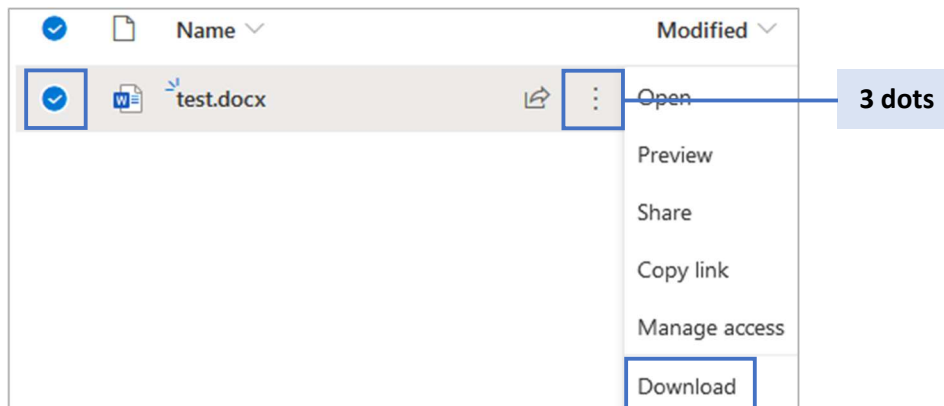 Name Modified
test.docx
Open
3 dots
Preview
Share
Copy link
Manage access
Download